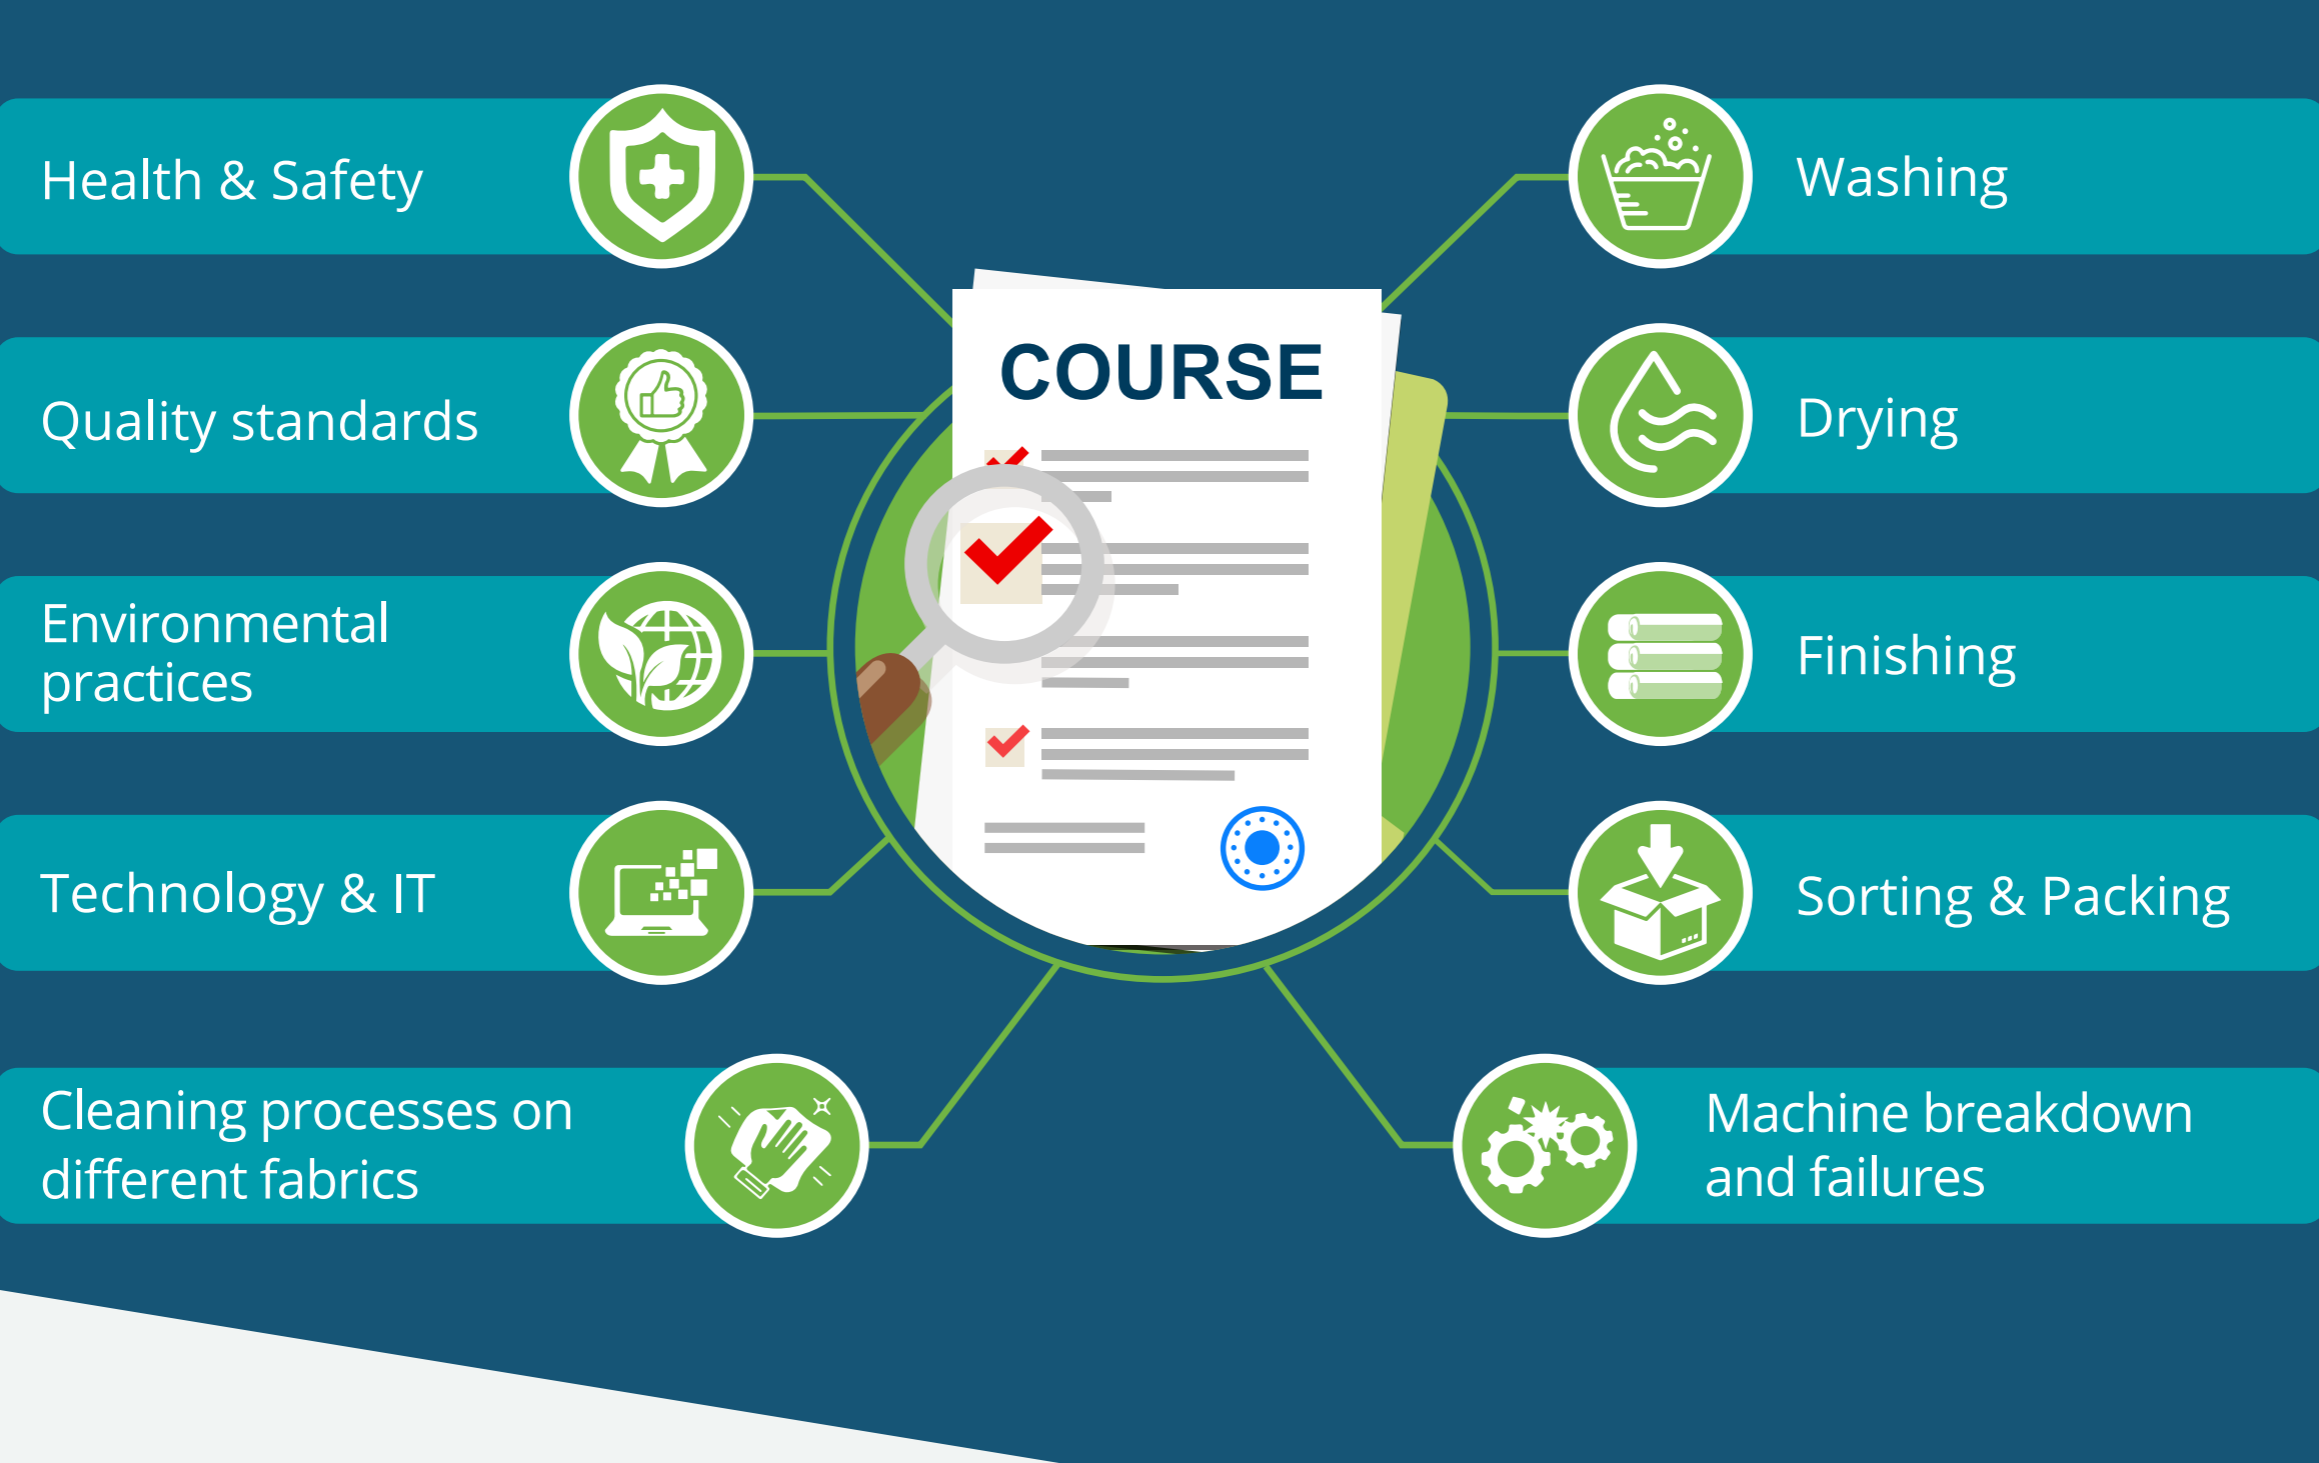 Health & Safety
Quality standards
Environmental
practices
Technology & IT
Cleaning processes on
different fabrics
COURSE
Washing
Drying
Finishing
Sorting & Packing
Machine breakdown
and failures